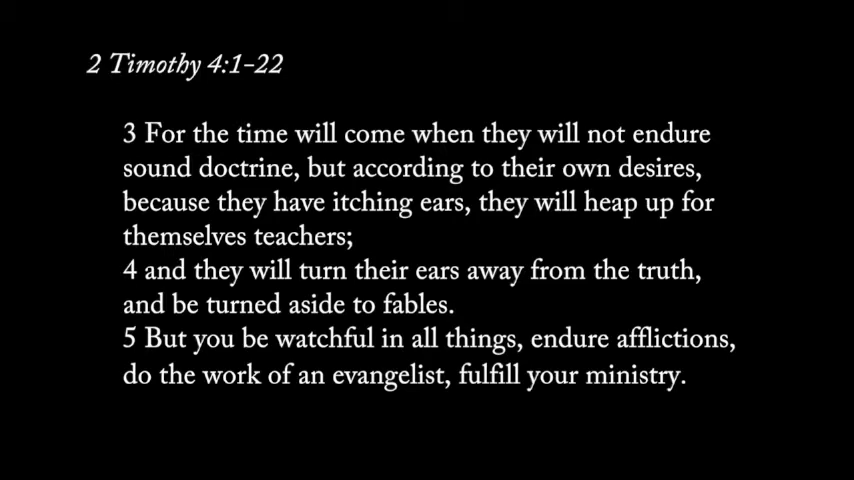 2 Timothy 4:1-22
3 For the time will come when they will not endure
sound doctrine, but according to their own desires,
because they have itching ears, they will heap up for
themselves teachers;
4 and they will turn their ears away from the truth,
and be turned aside to fables.
5 But you be watchful in all things, endure afflictions,
do the work of an evangelist, fulfill your ministry.